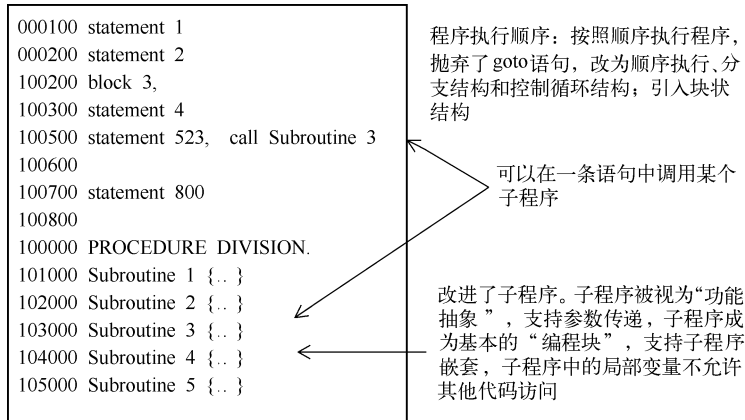 000100 statement 1
000200 statement 2
100200 block 3,
100300 statement 4
100500 statement 523, call Subroutine 3
100600
100700 statement 800
100800
100000 PROCEDURE DIVISION.
101000 Subroutine 1 {.. }
102000 Subroutine 2 {.. }
103000 Subroutine 3 {.. }
104000 Subroutine 4 {.. }
105000 Subroutine 5 {.. }
程序执行顺序：按照顺序执行程序，
抛弃了goto语句，改为顺序执行、分
支结构和控制循环结构；引入块状
结构
可以在一条语句中调用某个
子程序
改进了子程序。子程序被视为“功能
抽象 ”，支持参数传递，子程序成
为基本的“编程块”，支持子程序
嵌套，子程序中的局部变量不允许
其他代码访问